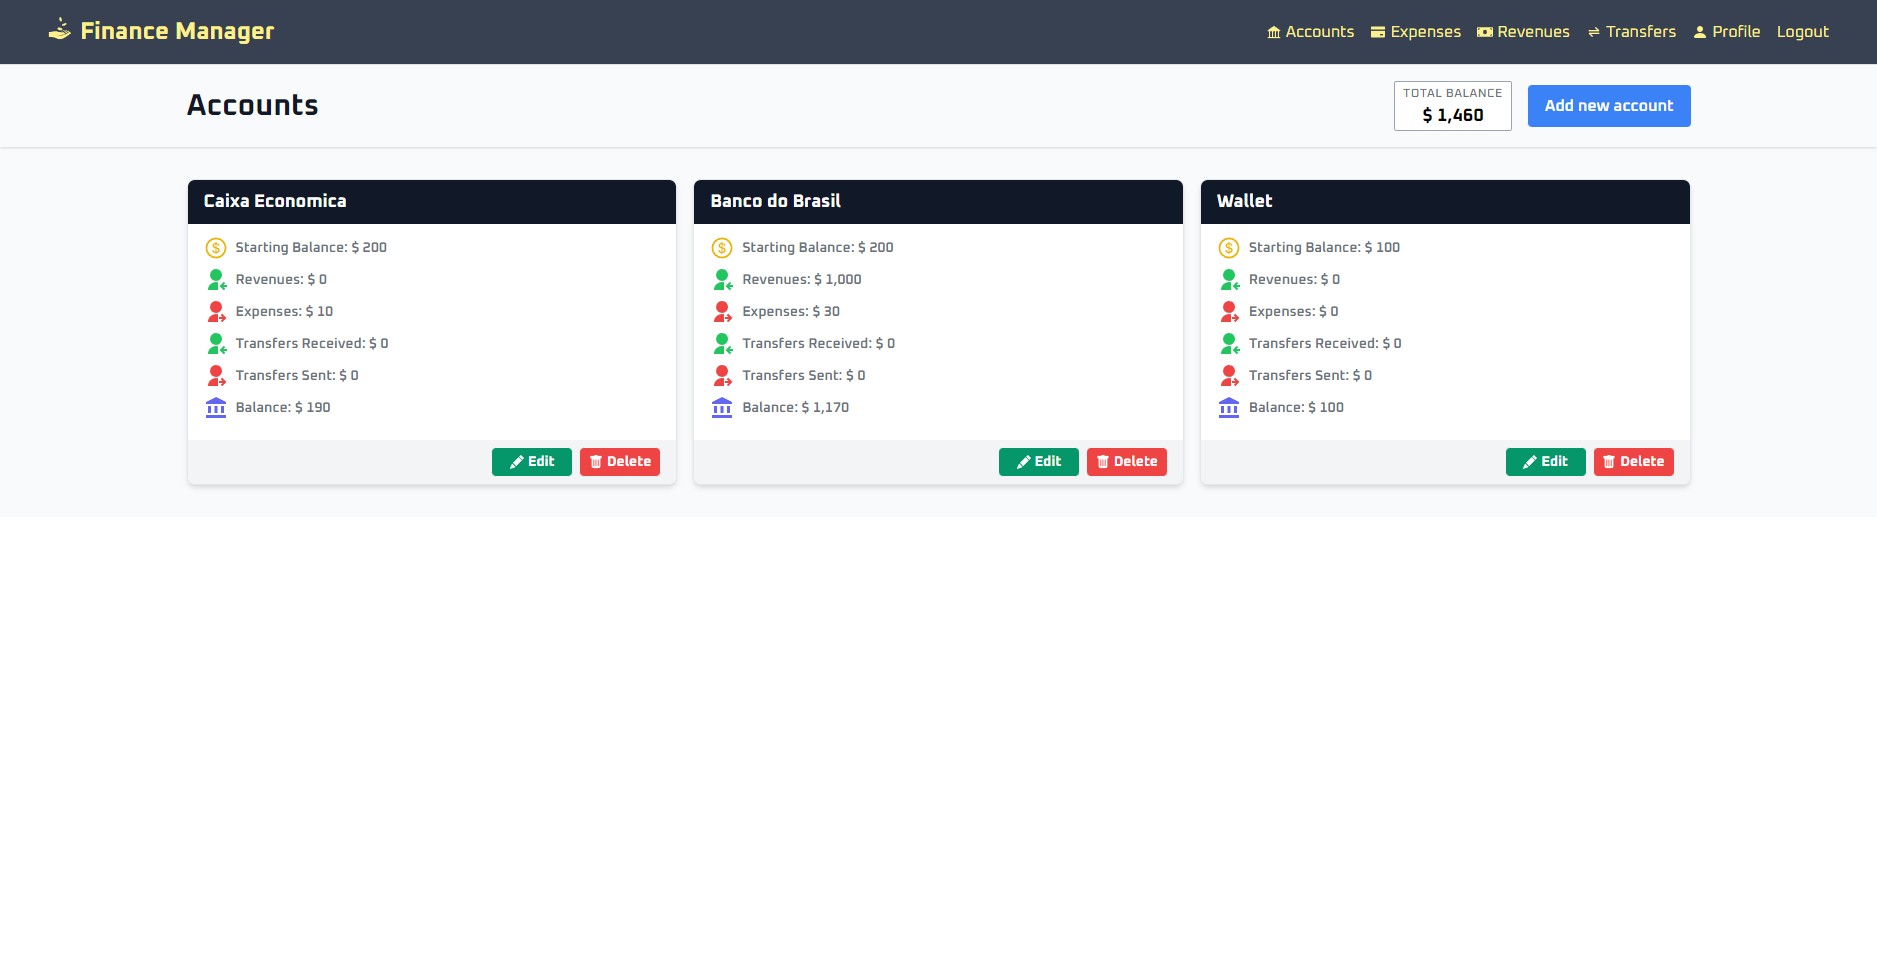 Finance Manager
Accounts Expenses Revenues Transfers Profile Logout
Accounts
TOTAL BALANCE
$ 1,460
Add new account
Caixa Economica
Starting Balance: $ 200
Revenues: $ 0
Expenses: $ 10
Transfers Received: $ 0
Transfers Sent: $ 0
Balance: $ 190
Edit Delete
Banco do Brasil
Starting Balance: $ 200
Revenues: $ 1,000
Expenses: $ 30
Transfers Received: $ 0
Transfers Sent: $ 0
Balance: $ 1,170
Edit Delete
Wallet
Starting Balance: $ 100
Revenues: $ 0
Expenses: $ 0
Transfers Received: $ 0
Transfers Sent: $ 0
Balance: $ 100
Edit Delete